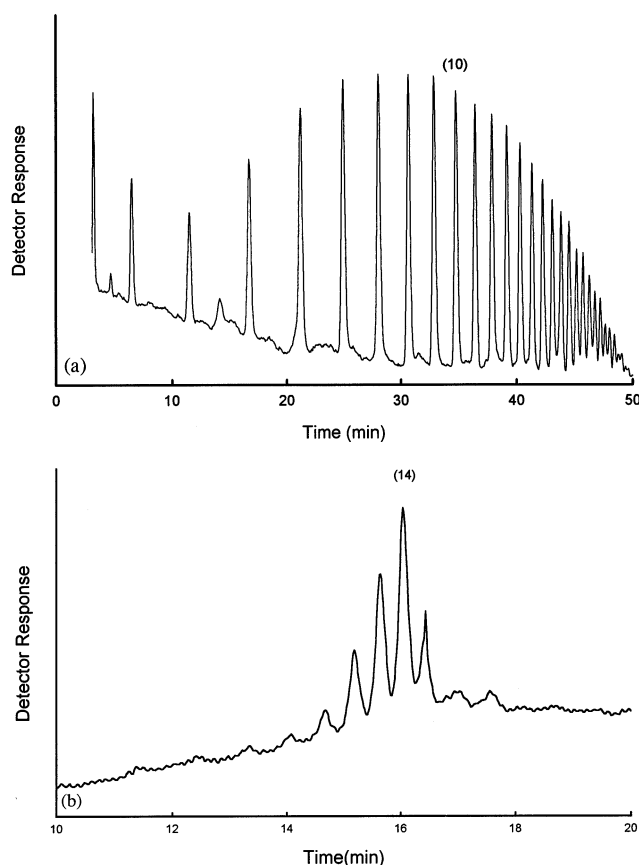 (10)
Detector Response
(a)
0 10 20 30 40 50
Time (min)
(14)
Detector Response
(b)
10 12 14 16 18 20
Time(min)